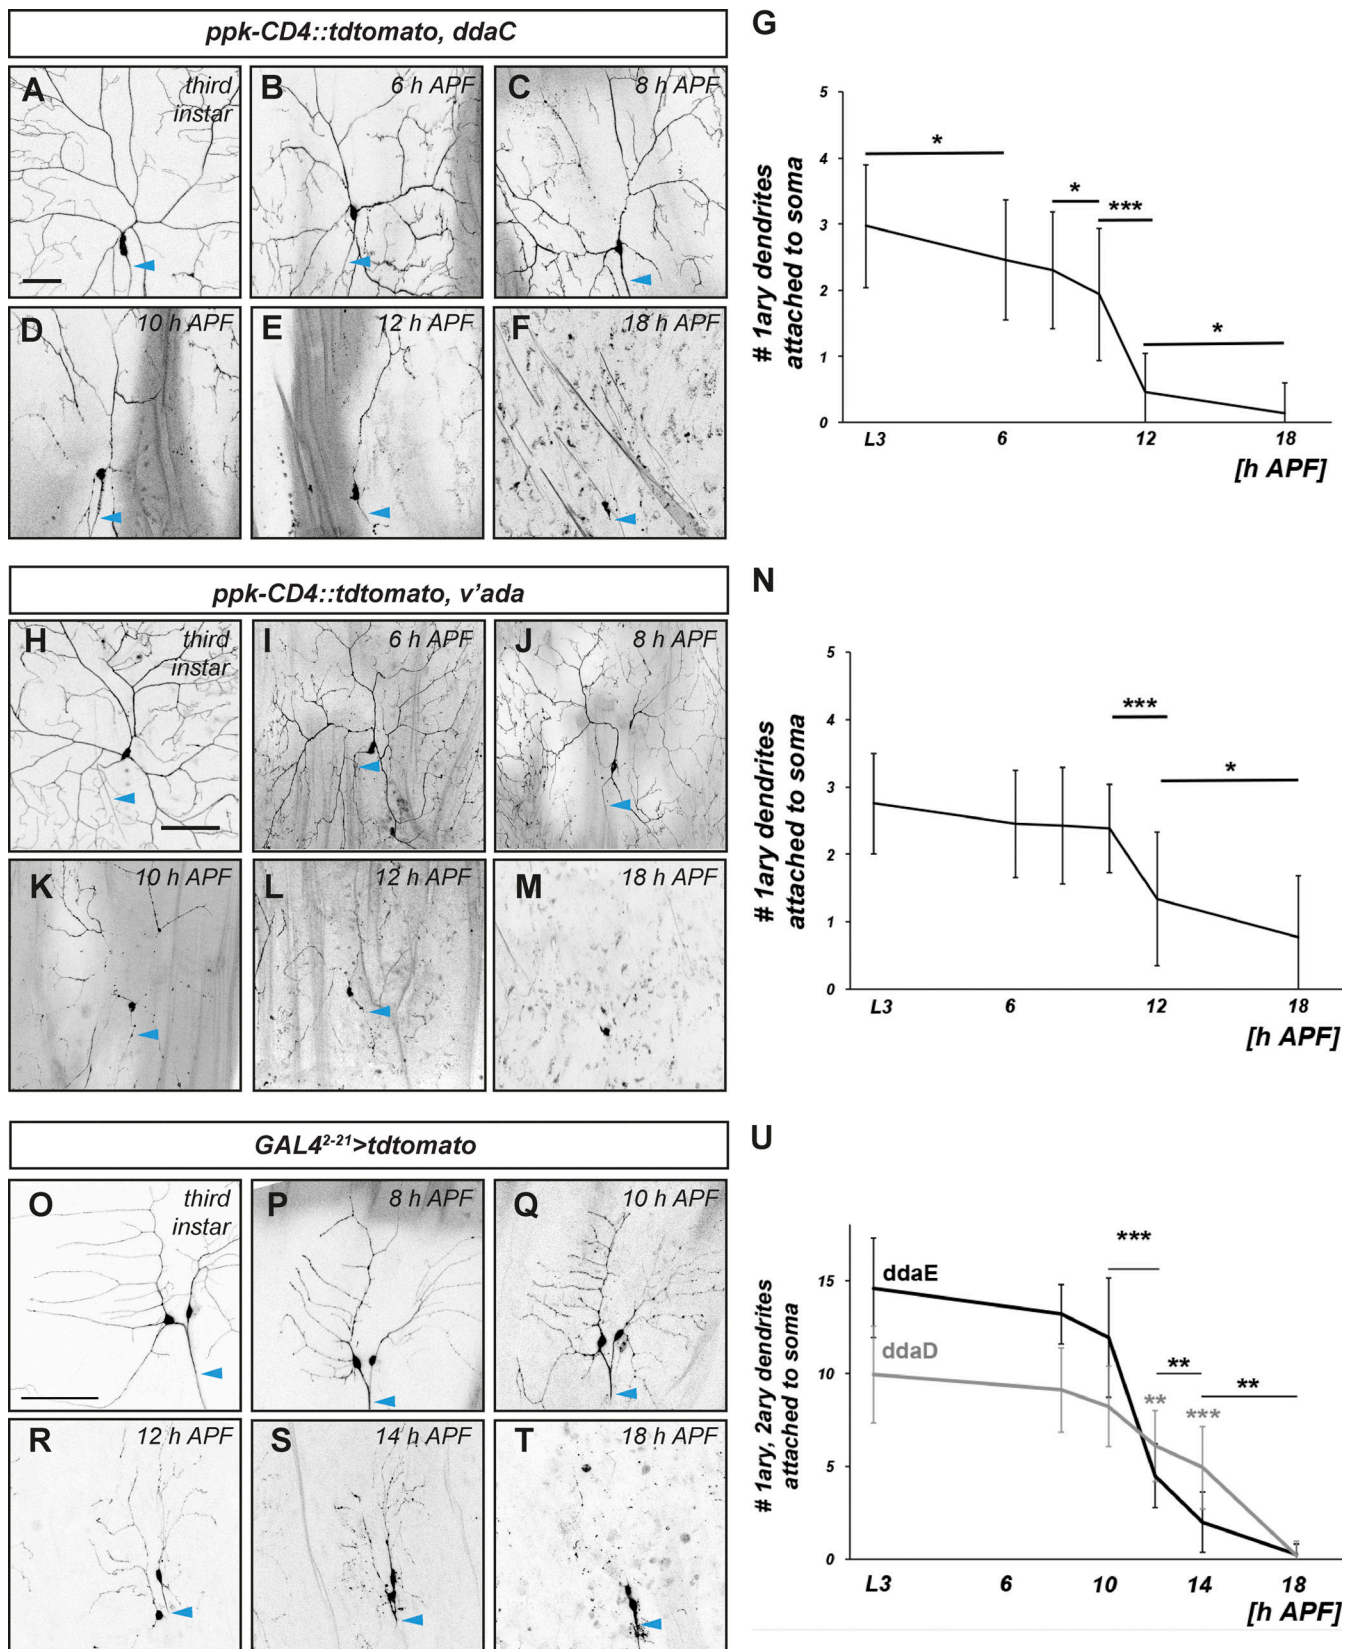 ppk-CD4::tdtomato, ddaC
A
third
instar
B
6 h APF
C
8 h APF
D
10 h APF
E
12 h APF
F
18 h APF
G
# 1ary dendrites
attached to soma
5
4
3
2
1
0
*
*
***
*
L3
6
12
18
[h APF]
ppk-CD4::tdtomato, v'ada
H
third
instar
I
6 h APF
J
8 h APF
K
10 h APF
L
12 h APF
M
18 h APF
N
# 1ary dendrites
attached to soma
5
4
3
2
1
0
***
*
L3
6
12
18
[h APF]
GAL4²⁻²¹>tdtomato
O
third
instar
P
8 h APF
Q
10 h APF
R
12 h APF
S
14 h APF
T
18 h APF
U
# 1ary, 2ary dendrites
attached to soma
15
10
5
0
ddaE
ddaD
***
**
**
**
***
L3
6
10
14
18
[h APF]